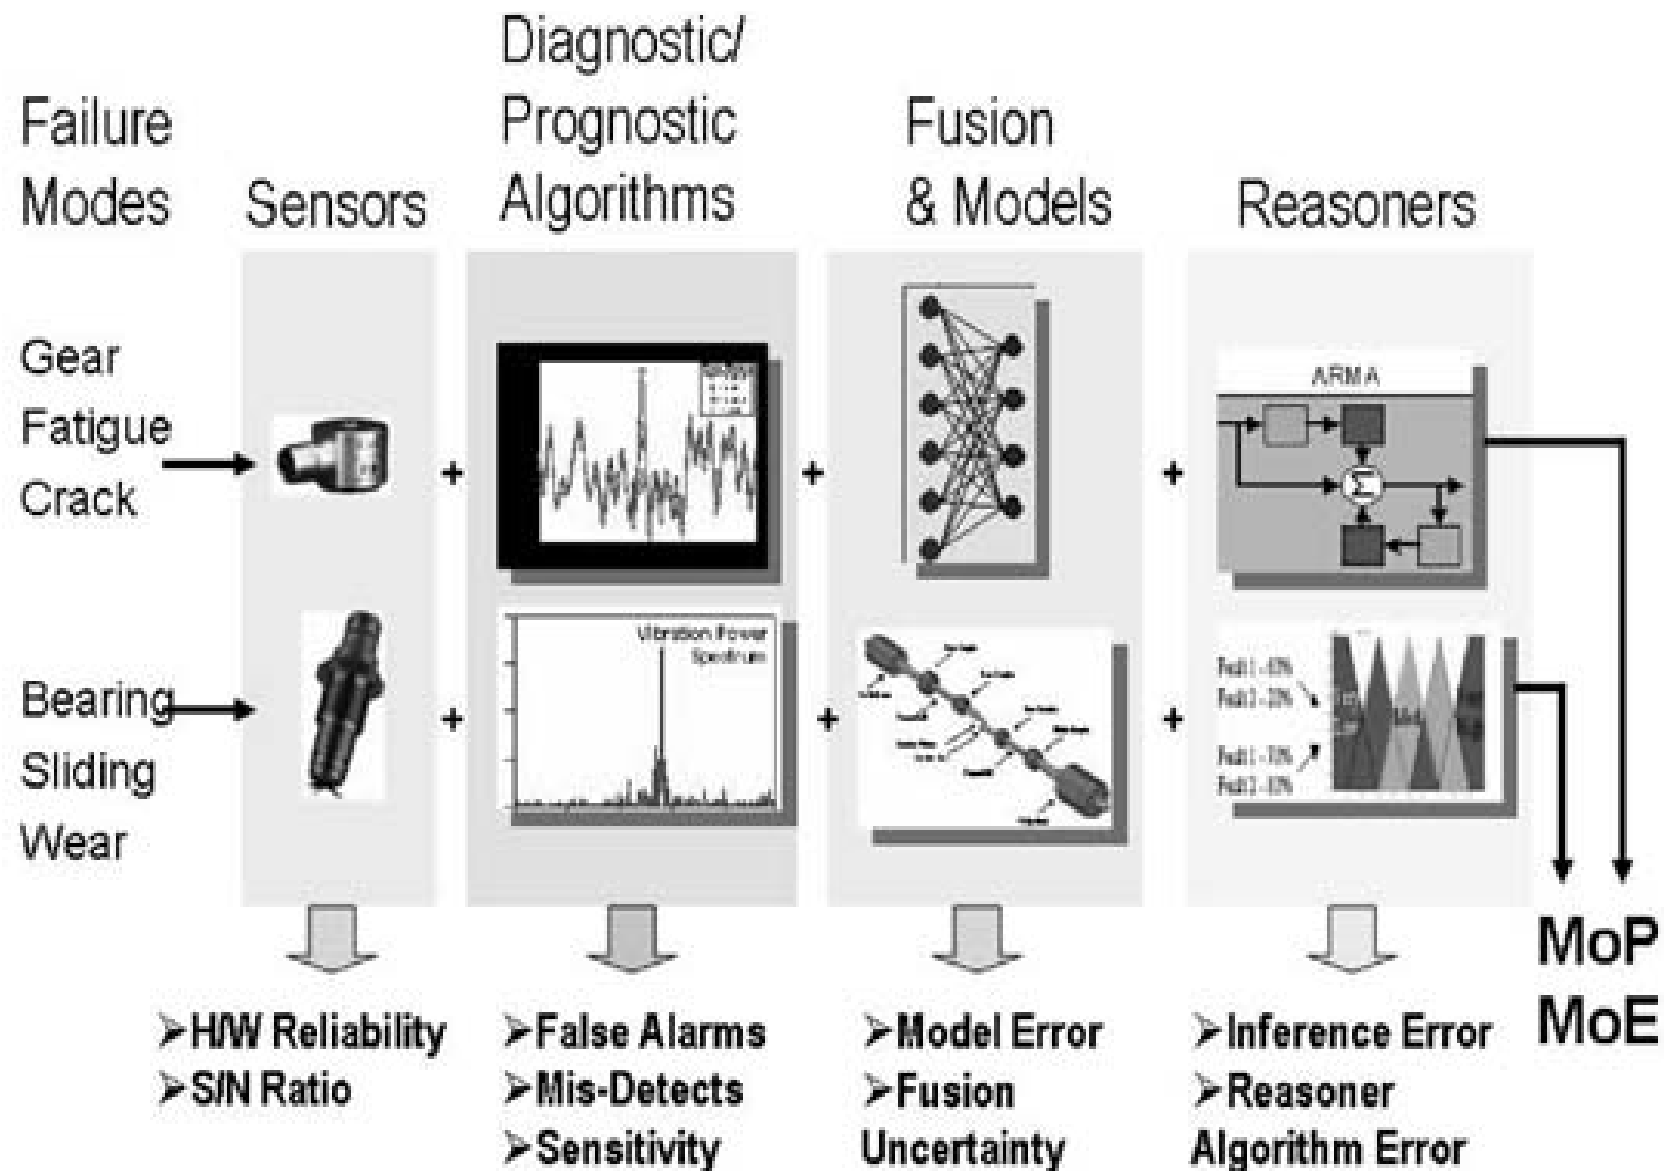 Failure
Modes
Sensors
Diagnostic/
Prognostic
Algorithms
Fusion
& Models
Reasoners
Gear
Fatigue
Crack
Bearing
Sliding
Wear
+
+
+
+
+
+
Vibration Power
Spectrum
ARMA
Σ
➢H/W Reliability
➢S/N Ratio
➢False Alarms
➢Mis-Detects
➢Sensitivity
➢Model Error
➢Fusion
Uncertainty
➢Inference Error
➢Reasoner
Algorithm Error
MoP
MoE